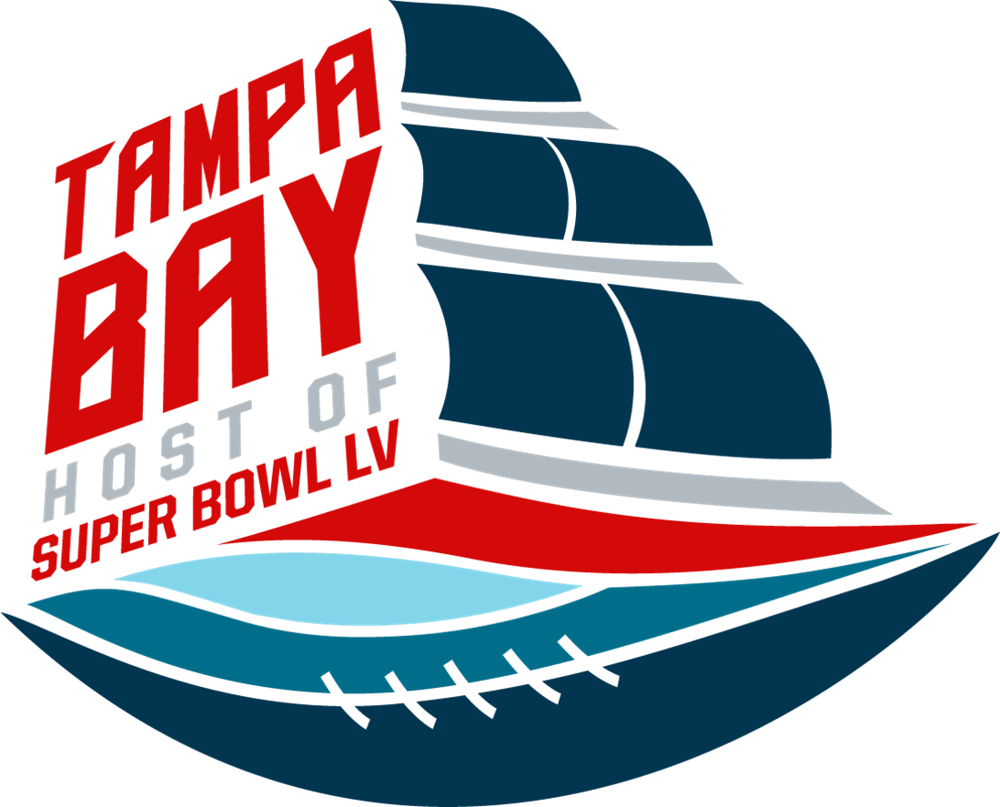 TAMPA
BAY
HOST OF
SUPER BOWL LV